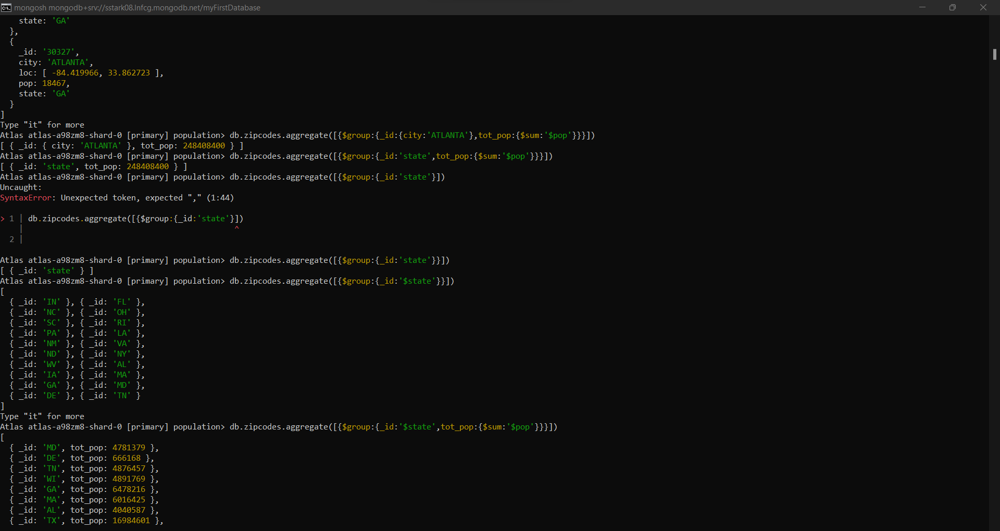 mongosh mongodb+srv://sstark08.lnfcg.mongodb.net/myFirstDatabase
    state: 'GA'
  },
  {
    _id: '30327',
    city: 'ATLANTA',
    loc: [ -84.419966, 33.862723 ],
    pop: 18467,
    state: 'GA'
  }
]
Type "it" for more
Atlas atlas-a98zm8-shard-0 [primary] population> db.zipcodes.aggregate([{$group:{_id:{city:'ATLANTA'},tot_pop:{$sum:'$pop'}}}])
[ { _id: { city: 'ATLANTA' }, tot_pop: 248408400 } ]
Atlas atlas-a98zm8-shard-0 [primary] population> db.zipcodes.aggregate([{$group:{_id:'state',tot_pop:{$sum:'$pop'}}}])
[ { _id: 'state', tot_pop: 248408400 } ]
Atlas atlas-a98zm8-shard-0 [primary] population> db.zipcodes.aggregate([{$group:{_id:'state'}])
Uncaught:
SyntaxError: Unexpected token, expected "," (1:44)

> 1 | db.zipcodes.aggregate([{$group:{_id:'state'}])
    |                                             ^
  2 |

Atlas atlas-a98zm8-shard-0 [primary] population> db.zipcodes.aggregate([{$group:{_id:'state'}}])
[ { _id: 'state' } ]
Atlas atlas-a98zm8-shard-0 [primary] population> db.zipcodes.aggregate([{$group:{_id:'$state'}}])
[
  { _id: 'IN' }, { _id: 'FL' },
  { _id: 'NC' }, { _id: 'OH' },
  { _id: 'SC' }, { _id: 'RI' },
  { _id: 'PA' }, { _id: 'LA' },
  { _id: 'NM' }, { _id: 'VA' },
  { _id: 'ND' }, { _id: 'NY' },
  { _id: 'WV' }, { _id: 'AL' },
  { _id: 'IA' }, { _id: 'MA' },
  { _id: 'GA' }, { _id: 'MD' },
  { _id: 'DE' }, { _id: 'TN' }
]
Type "it" for more
Atlas atlas-a98zm8-shard-0 [primary] population> db.zipcodes.aggregate([{$group:{_id:'$state',tot_pop:{$sum:'$pop'}}}])
[
  { _id: 'MD', tot_pop: 4781379 },
  { _id: 'DE', tot_pop: 666168 },
  { _id: 'TN', tot_pop: 4876457 },
  { _id: 'WI', tot_pop: 4891769 },
  { _id: 'GA', tot_pop: 6478216 },
  { _id: 'MA', tot_pop: 6016425 },
  { _id: 'AL', tot_pop: 4040587 },
  { _id: 'TX', tot_pop: 16984601 },